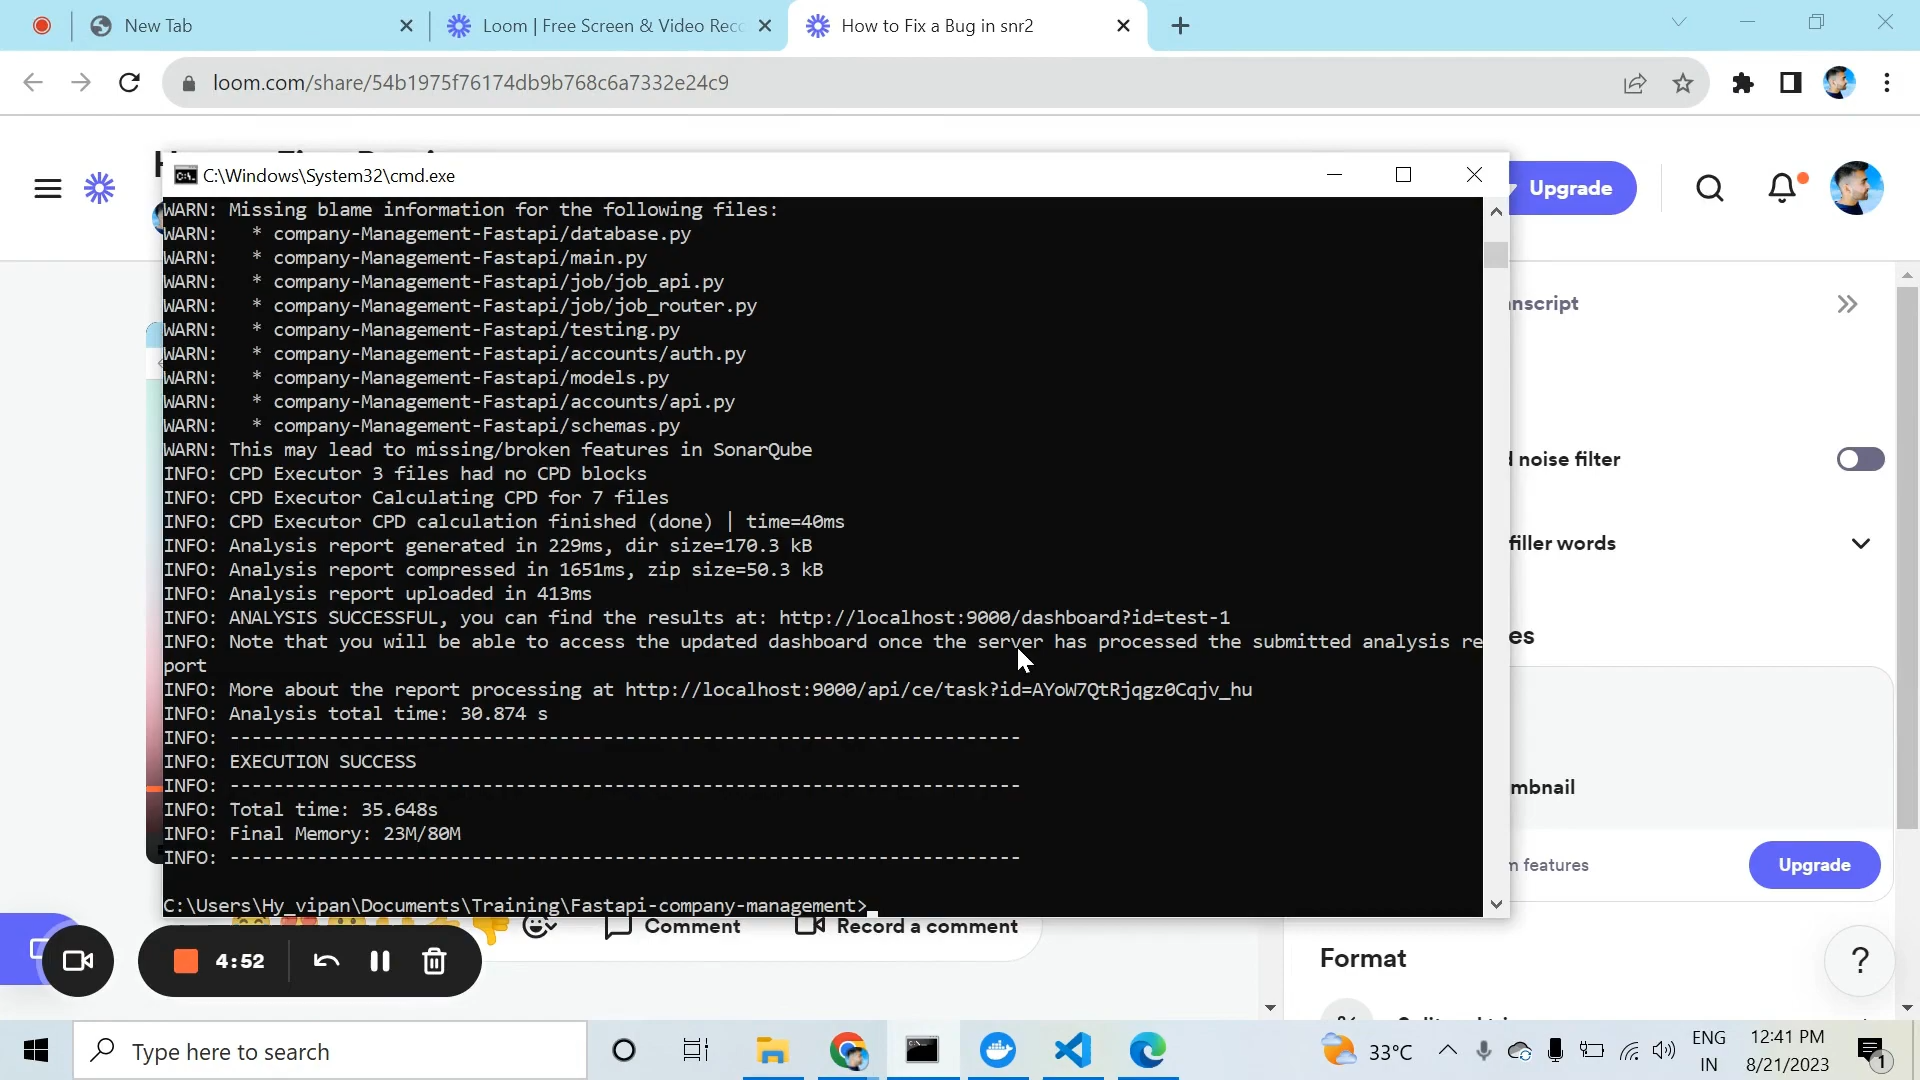 New Tab
Loom | Free Screen & Video Rec
How to Fix a Bug in snr2
loom.com/share/54b1975f76174db9b768c6a7332e24c9
C:\Windows\System32\cmd.exe
Upgrade
WARN: Missing blame information for the following files:
WARN:   * company-Management-Fastapi/database.py
WARN:   * company-Management-Fastapi/main.py
WARN:   * company-Management-Fastapi/job/job_api.py
WARN:   * company-Management-Fastapi/job/job_router.py
WARN:   * company-Management-Fastapi/testing.py
WARN:   * company-Management-Fastapi/accounts/auth.py
WARN:   * company-Management-Fastapi/models.py
WARN:   * company-Management-Fastapi/accounts/api.py
WARN:   * company-Management-Fastapi/schemas.py
WARN: This may lead to missing/broken features in SonarQube
INFO: CPD Executor 3 files had no CPD blocks
INFO: CPD Executor Calculating CPD for 7 files
INFO: CPD Executor CPD calculation finished (done) | time=40ms
INFO: Analysis report generated in 229ms, dir size=170.3 kB
INFO: Analysis report compressed in 1651ms, zip size=50.3 kB
INFO: Analysis report uploaded in 413ms
INFO: ANALYSIS SUCCESSFUL, you can find the results at: http://localhost:9000/dashboard?id=test-1
INFO: Note that you will be able to access the updated dashboard once the server has processed the submitted analysis re
port
INFO: More about the report processing at http://localhost:9000/api/ce/task?id=AYoW7QtRjqgz0Cqjv_hu
INFO: Analysis total time: 30.874 s
INFO: ------------------------------------------------------------------------
INFO: EXECUTION SUCCESS
INFO: ------------------------------------------------------------------------
INFO: Total time: 35.648s
INFO: Final Memory: 23M/80M
INFO: ------------------------------------------------------------------------
C:\Users\Hy_vipan\Documents\Training\Fastapi-company-management>
nscript
noise filter
filler words
es
mbnail
features
Upgrade
Comment
Record a comment
Format
?
4:52
Type here to search
33°C
ENG
IN
12:41 PM
8/21/2023
1